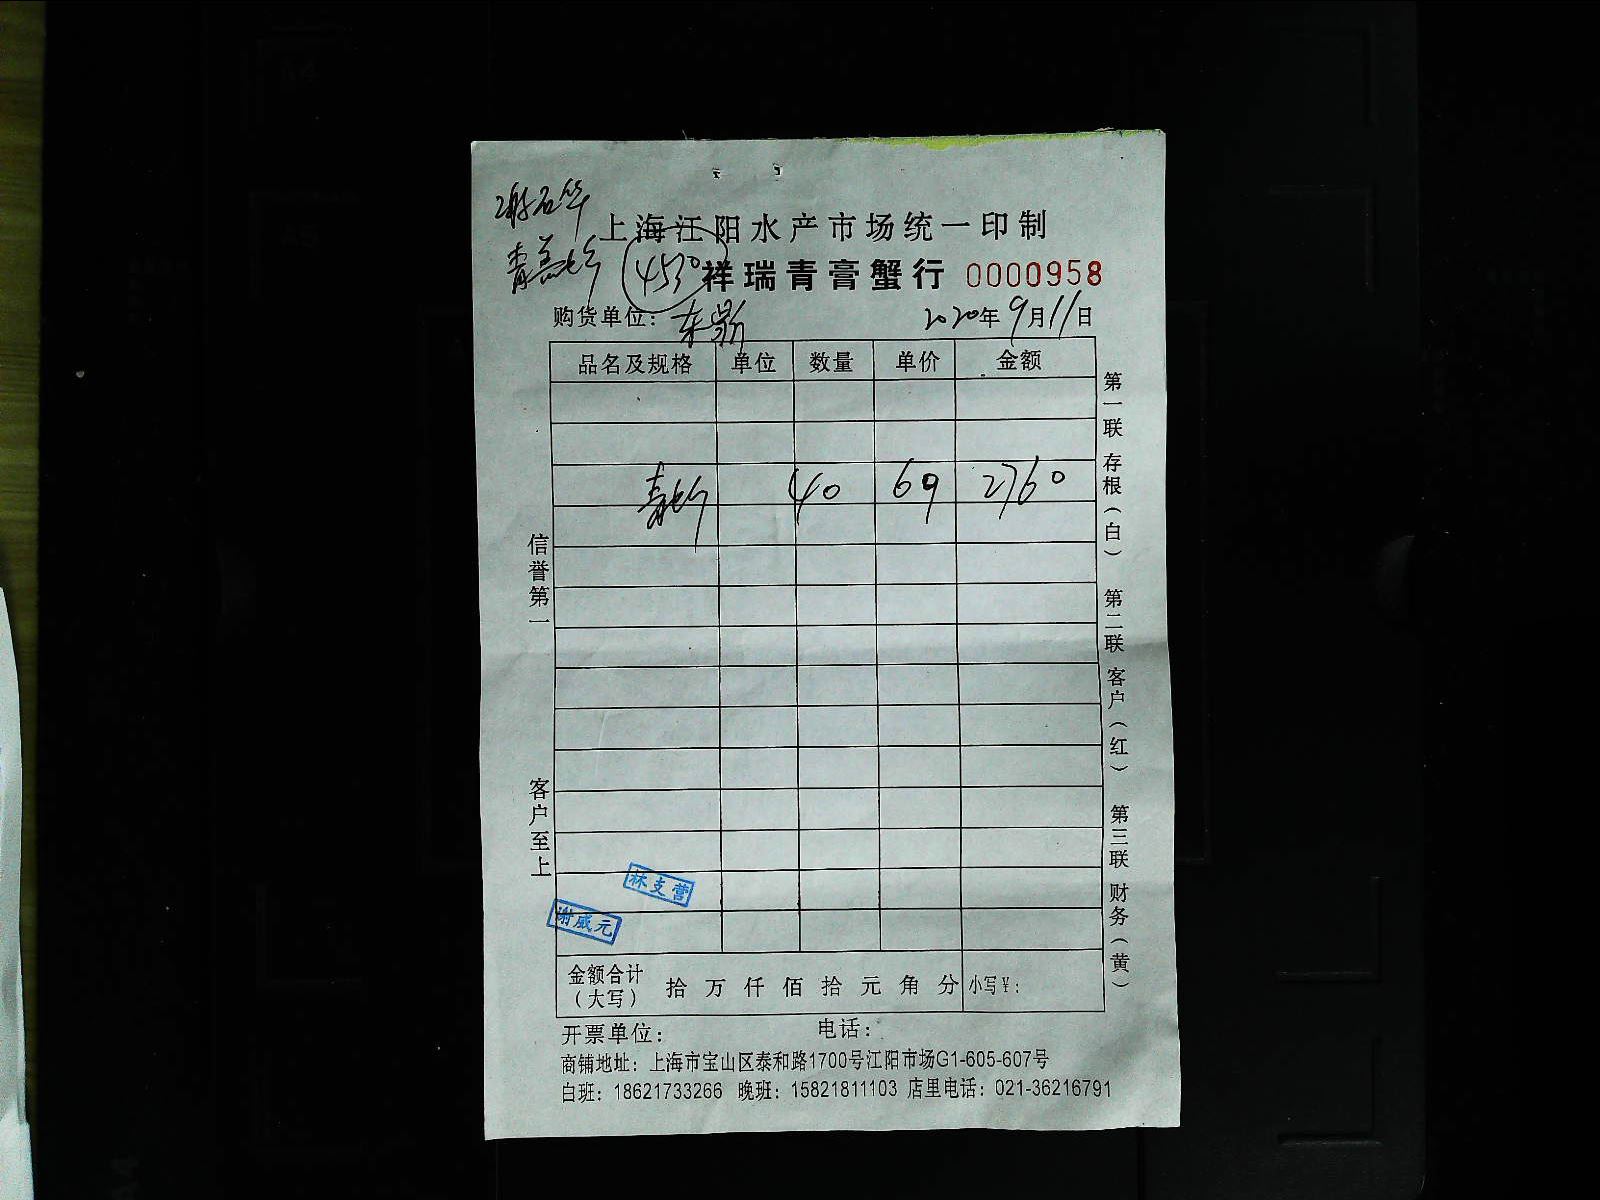 上海江阳水产市场统一印制
祥瑞青膏蟹行 0000958
购货单位： 2020年9月11日
品名及规格 单位 数量 单价 金额
40 69 2760
信誉第一
客户至上
第一联 存根（白） 第二联 客户（红） 第三联 财务（黄）
林支营
谢威元
金额合计（大写） 拾 万 仟 佰 拾 元 角 分 小写￥：
开票单位： 电话：
商铺地址：上海市宝山区泰和路1700号江阳市场G1-605-607号
白班：18621733266 晚班：15821811103 店里电话：021-36216791